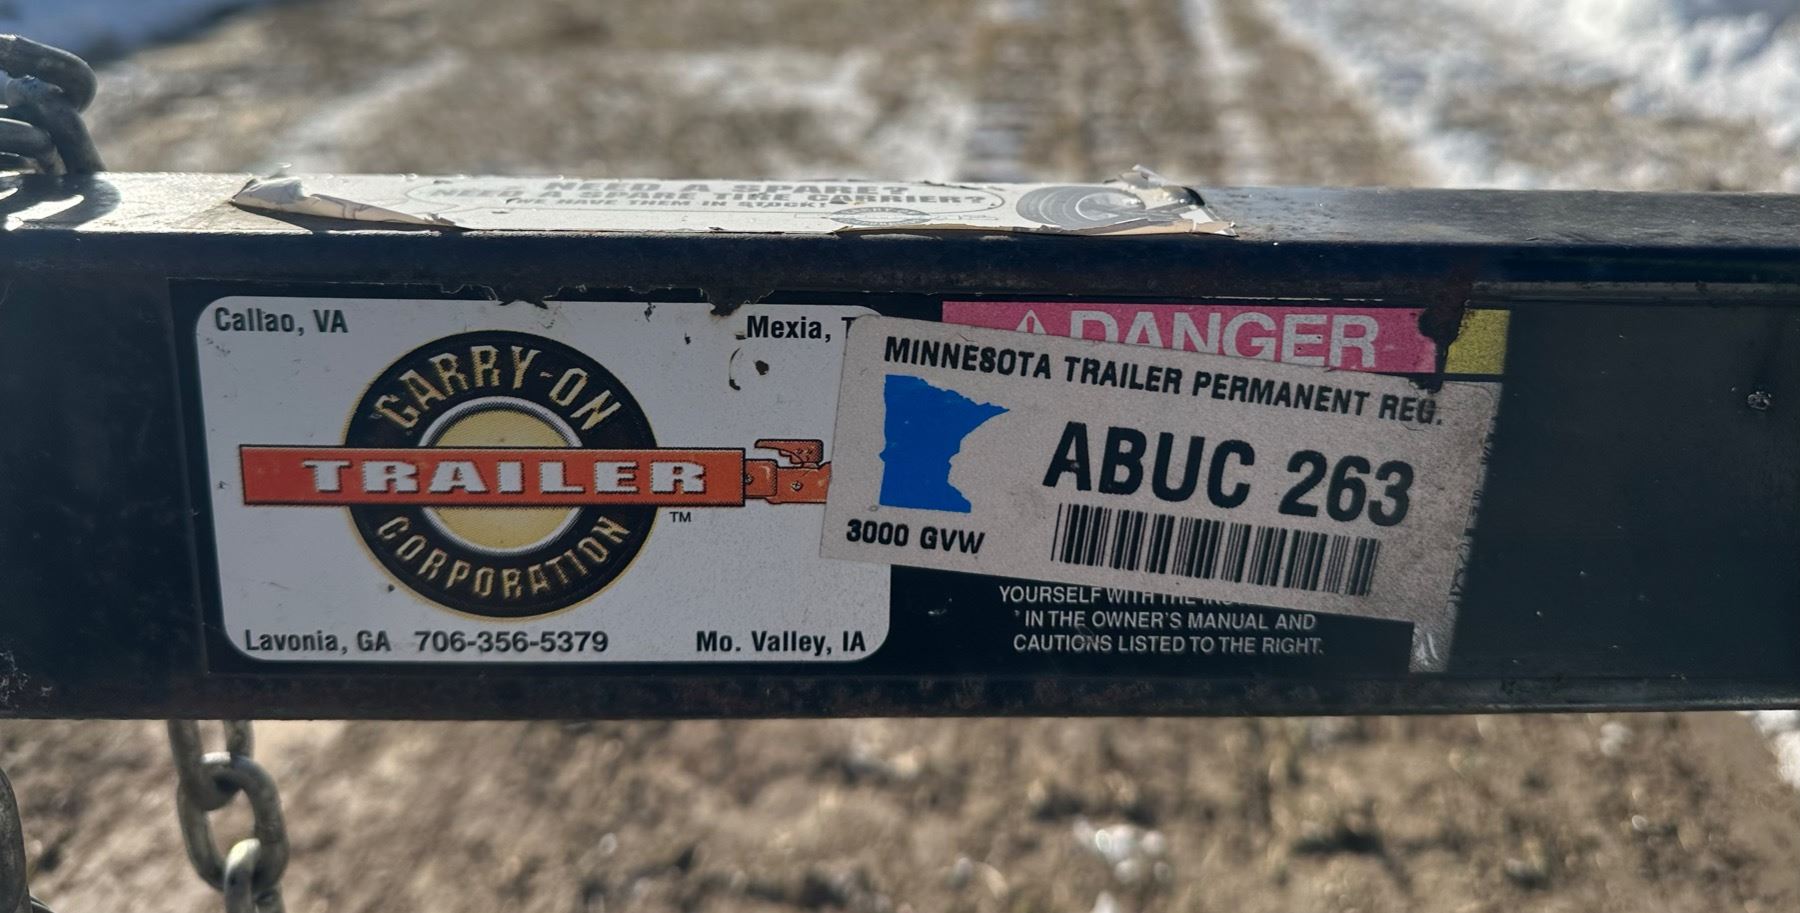 NEED A SPARE?
NEED A SPARE TIRE CARRIER?
WE HAVE THEM IN STOCK!
Callao, VA
Mexia,
CARRY-ON
TRAILER
CORPORATION
TM
Lavonia, GA 706-356-5379
Mo. Valley, IA
DANGER
MINNESOTA TRAILER PERMANENT REG.
ABUC 263
3000 GVW
YOURSELF WITH THE
IN THE OWNER'S MANUAL AND
CAUTIONS LISTED TO THE RIGHT.